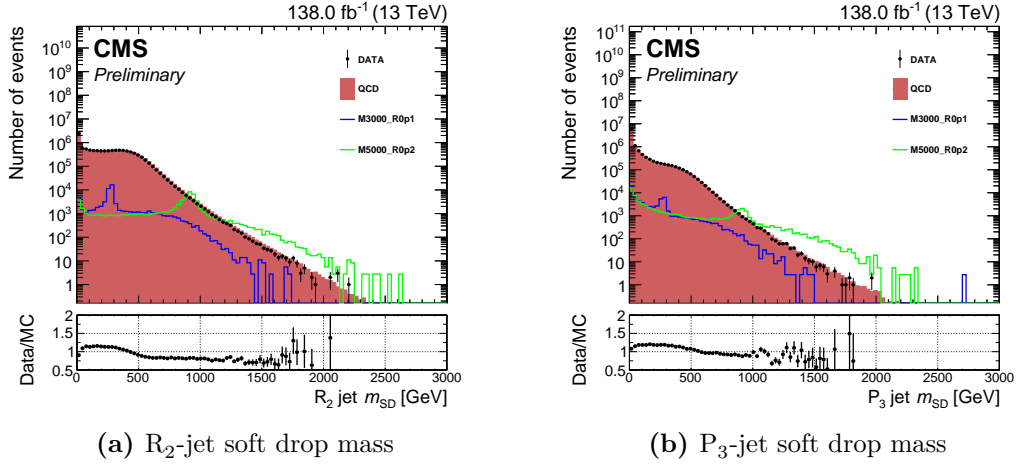 138.0 fb⁻¹ (13 TeV)
CMS
Preliminary
DATA
QCD
M3000_R0p1
M5000_R0p2
Number of events
10¹⁰
10⁹
10⁸
10⁷
10⁶
10⁵
10⁴
10³
10²
10
1
Data/MC
2
1.5
1
0.5
0 500 1000 1500 2000 2500 3000
R₂ jet m_SD [GeV]
(a) R₂-jet soft drop mass
138.0 fb⁻¹ (13 TeV)
CMS
Preliminary
DATA
QCD
M3000_R0p1
M5000_R0p2
Number of events
10¹¹
10¹⁰
10⁹
10⁸
10⁷
10⁶
10⁵
10⁴
10³
10²
10
1
Data/MC
2
1.5
1
0.5
0 500 1000 1500 2000 2500 3000
P₃ jet m_SD [GeV]
(b) P₃-jet soft drop mass